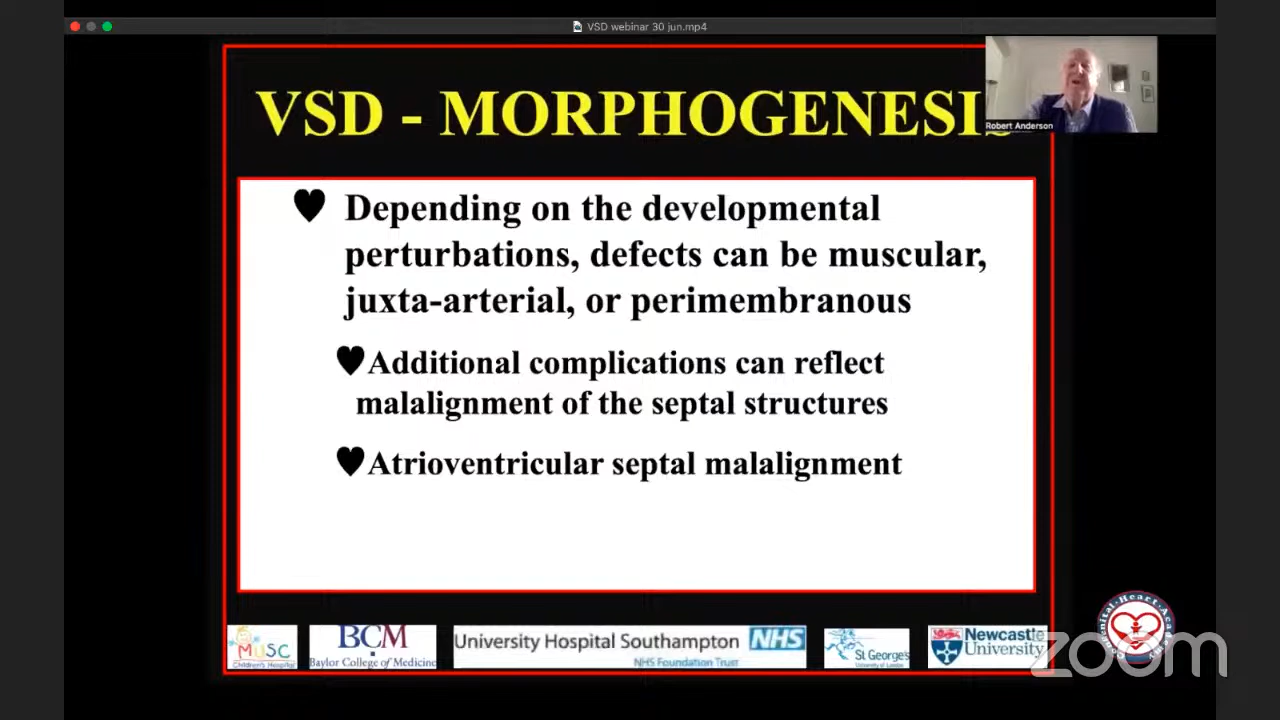 VSD webinar 30 jun.mp4
VSD - MORPHOGENESIS
Robert Anderson
♥ Depending on the developmental
perturbations, defects can be muscular,
juxta-arterial, or perimembranous
♥Additional complications can reflect
malalignment of the septal structures
♥Atrioventricular septal malalignment
MUSC
Children's Hospital
BCM
Baylor College of Medicine
University Hospital Southampton NHS
NHS Foundation Trust
St George's
University of London
Newcastle
University
zoom